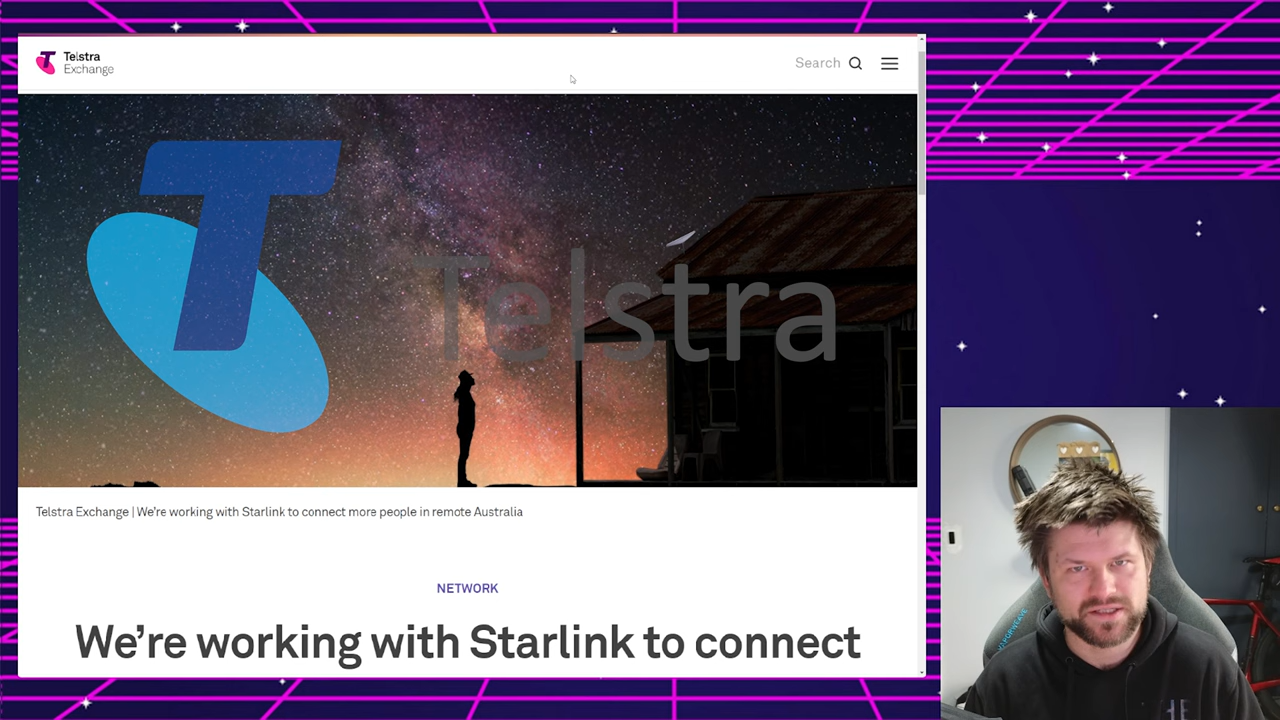 Telstra
Exchange
Search
T
Telstra
Telstra Exchange | We're working with Starlink to connect more people in remote Australia
NETWORK
We're working with Starlink to connect
VAPORWEAVE